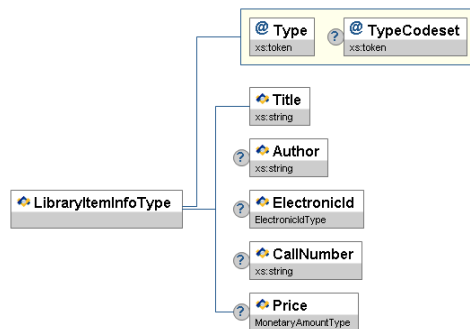 @ Type
xs:token
? @ TypeCodeset
xs:token
Title
xs:string
? Author
xs:string
LibraryItemInfoType
? ElectronicId
ElectronicIdType
? CallNumber
xs:string
? Price
MonetaryAmountType